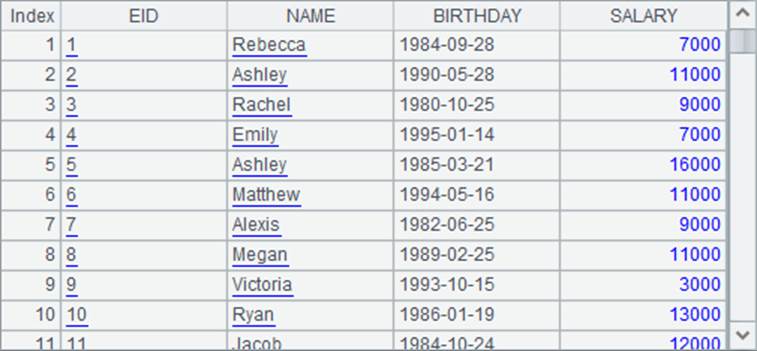 Index EID NAME BIRTHDAY SALARY
1 1 Rebecca 1984-09-28 7000
2 2 Ashley 1990-05-28 11000
3 3 Rachel 1980-10-25 9000
4 4 Emily 1995-01-14 7000
5 5 Ashley 1985-03-21 16000
6 6 Matthew 1994-05-16 11000
7 7 Alexis 1982-06-25 9000
8 8 Megan 1989-02-25 11000
9 9 Victoria 1993-10-15 3000
10 10 Ryan 1986-01-19 13000
11 11 Jacob 1984-10-24 12000